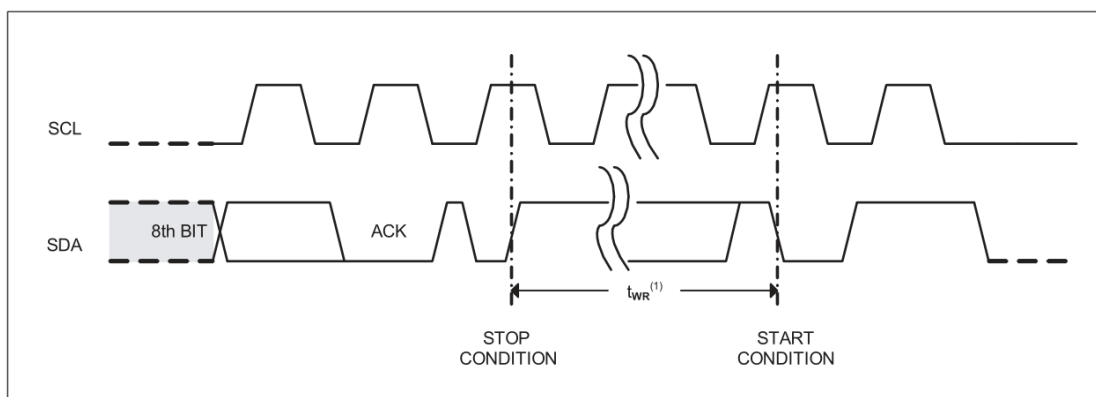 SCL
SDA
8th BIT
ACK
tWR(1)
STOP
CONDITION
START
CONDITION